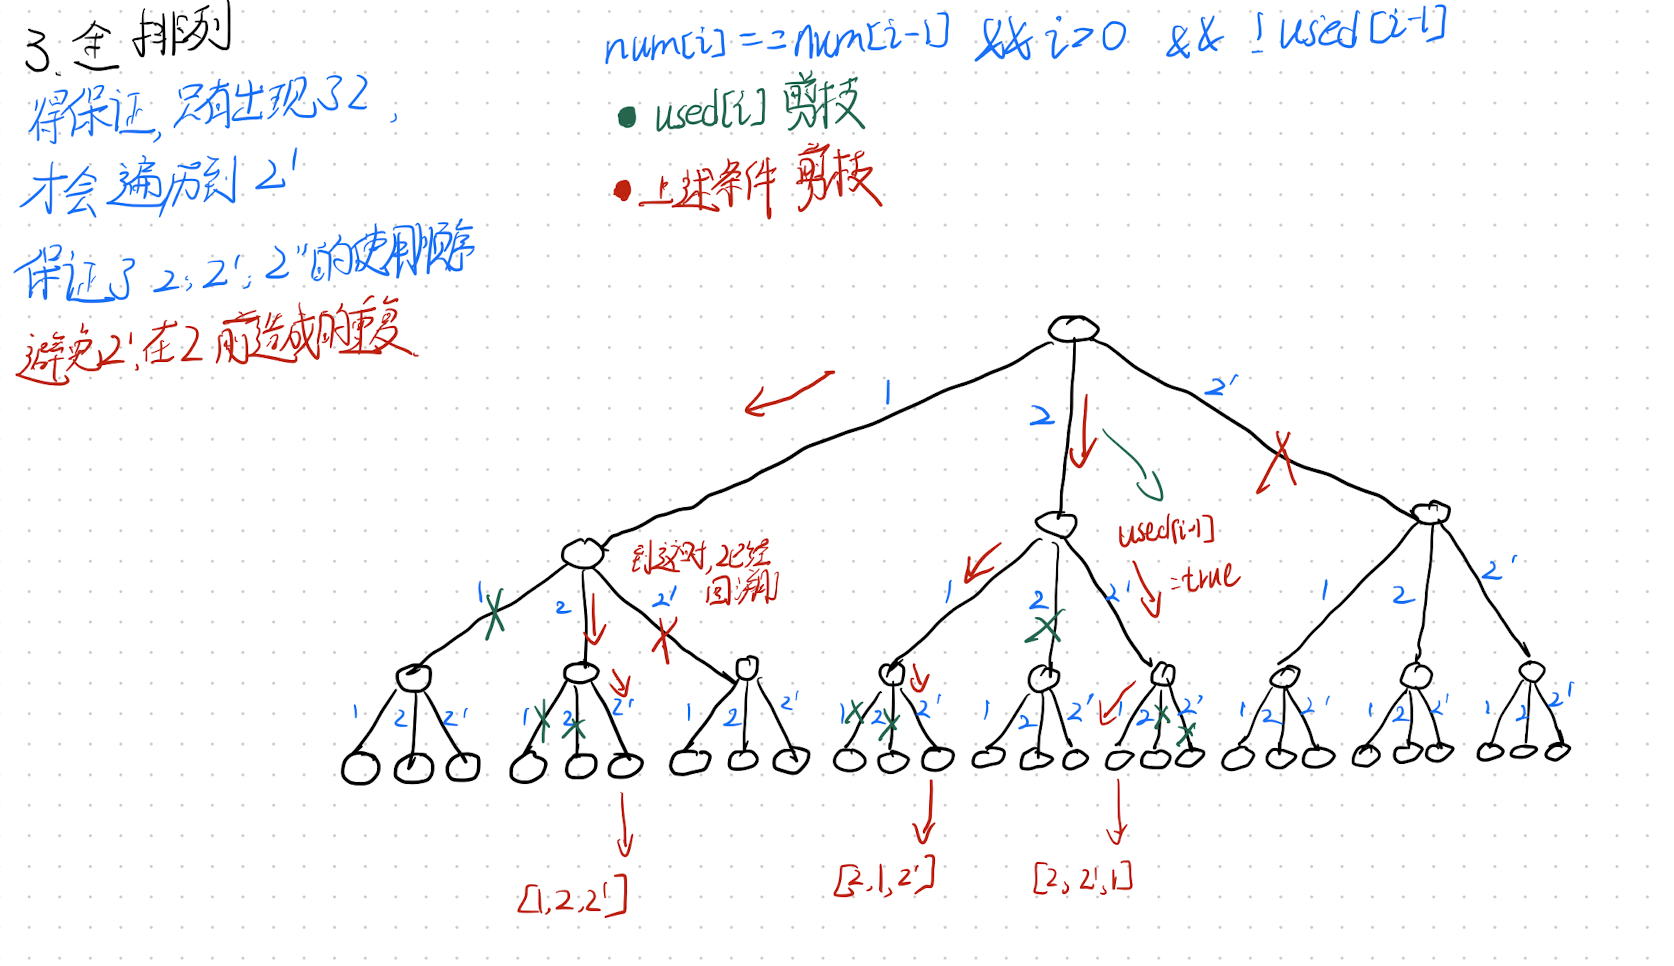 3. 全排列
num[i] == num[i-1] && i>0 && !used[i-1]
得保证,只有出现了2,
才会遍历到 2'
保证了 2, 2', 2''的使用顺序
避免2'在2前造成的重复
• used[i] 剪技
• 上述条件 剪技
1
2
2'
used[i-1]
=true
到这时,2已经
回溯
1 2 2'
1 2 2'
1 2 2'
1 2 2' 1 2 2' 1 2 2'
1 2 2' 1 2 2' 1 2 2'
1 2 2' 1 2 2' 1 2 2'
[1,2,2']
[2,1,2']
[2,2',1]